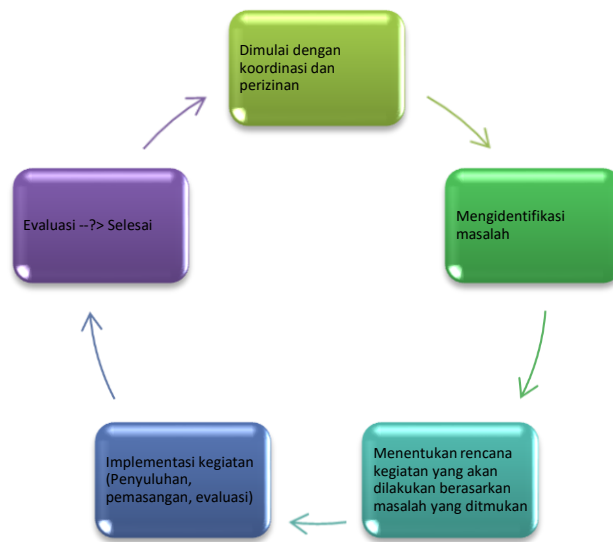 Dimulai dengan
koordinasi dan
perizinan
Mengidentifikasi
masalah
Menentukan rencana
kegiatan yang akan
dilakukan berasarkan
masalah yang ditmukan
Implementasi kegiatan
(Penyuluhan,
pemasangan, evaluasi)
Evaluasi --?> Selesai